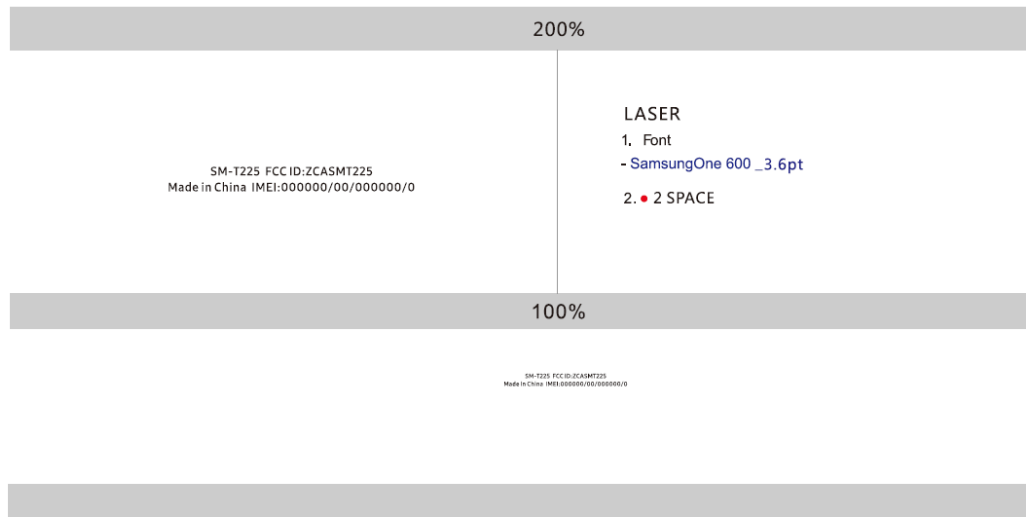 200%
SM-T225 FCC ID:ZCASMT225
Made in China IMEI:000000/00/000000/0
LASER
1. Font
- SamsungOne 600 _3.6pt
2. ● 2 SPACE
100%
SM-T225 FCC ID:ZCASMT225
Made in China IMEI:000000/00/000000/0